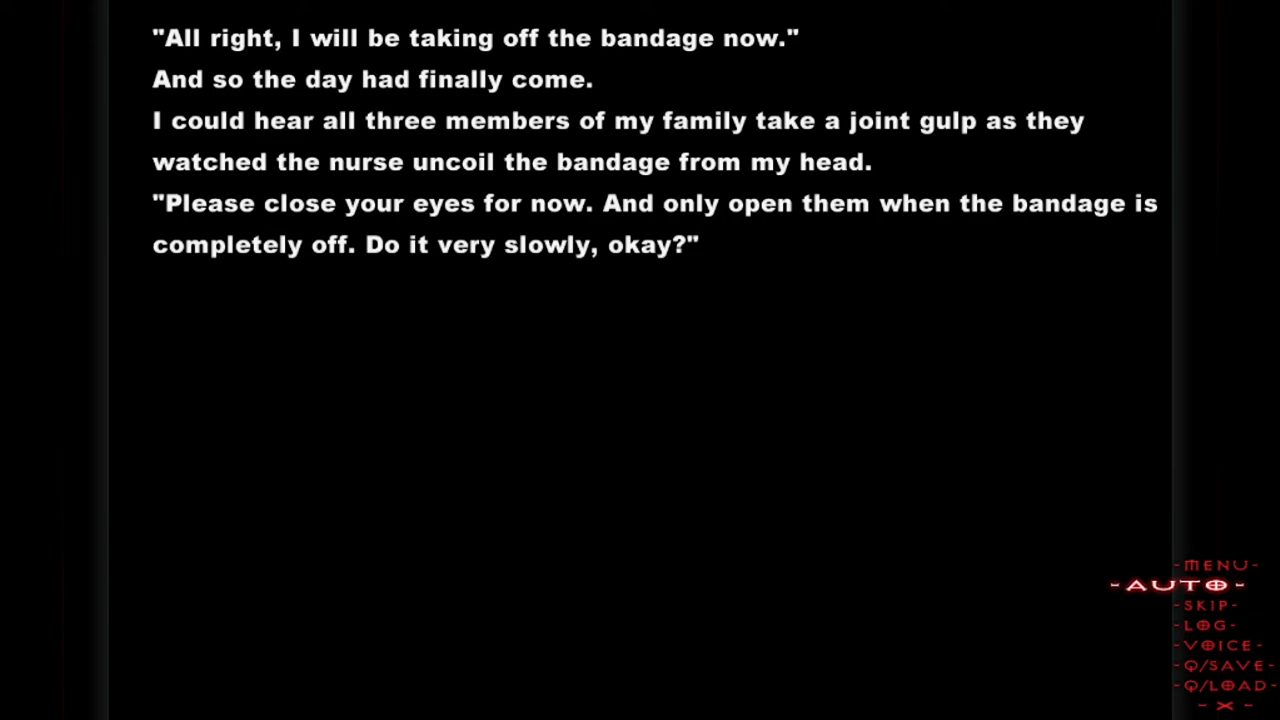 "All right, I will be taking off the bandage now."
And so the day had finally come.
I could hear all three members of my family take a joint gulp as they
watched the nurse uncoil the bandage from my head.
"Please close your eyes for now. And only open them when the bandage is
completely off. Do it very slowly, okay?"
-MENU-
-AUTO-
-SKIP-
-LOG-
-VOICE-
-Q/SAVE-
-Q/LOAD-
-X-